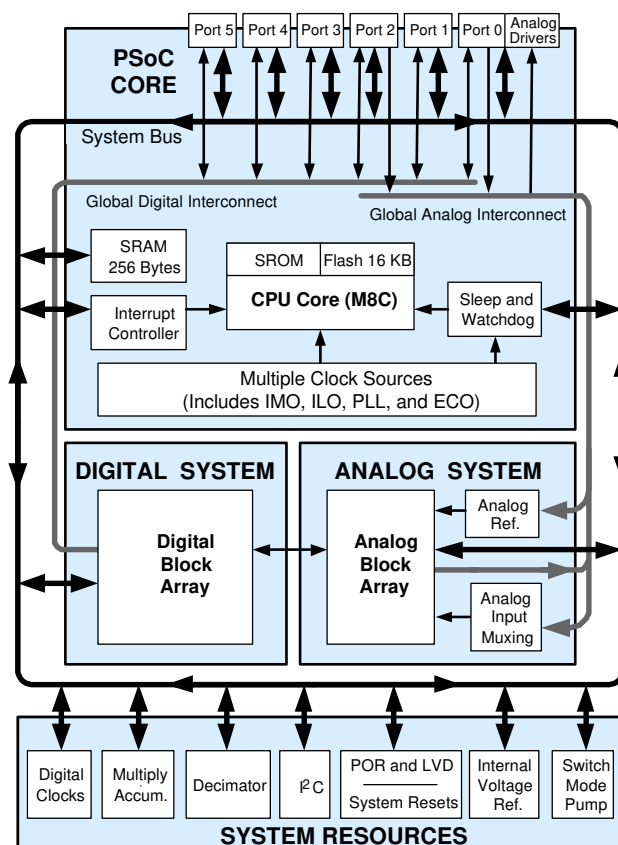 Port 5 Port 4 Port 3 Port 2 Port 1 Port 0 Analog
Drivers
PSoC
CORE
System Bus
Global Digital Interconnect
Global Analog Interconnect
SRAM
256 Bytes
SROM Flash 16 KB
CPU Core (M8C)
Interrupt
Controller
Sleep and
Watchdog
Multiple Clock Sources
(Includes IMO, ILO, PLL, and ECO)
DIGITAL SYSTEM
Digital
Block
Array
ANALOG SYSTEM
Analog
Block
Array
Analog
Ref.
Analog
Input
Muxing
Digital
Clocks
Multiply
Accum.
Decimator
I²C
POR and LVD
System Resets
Internal
Voltage
Ref.
Switch
Mode
Pump
SYSTEM RESOURCES